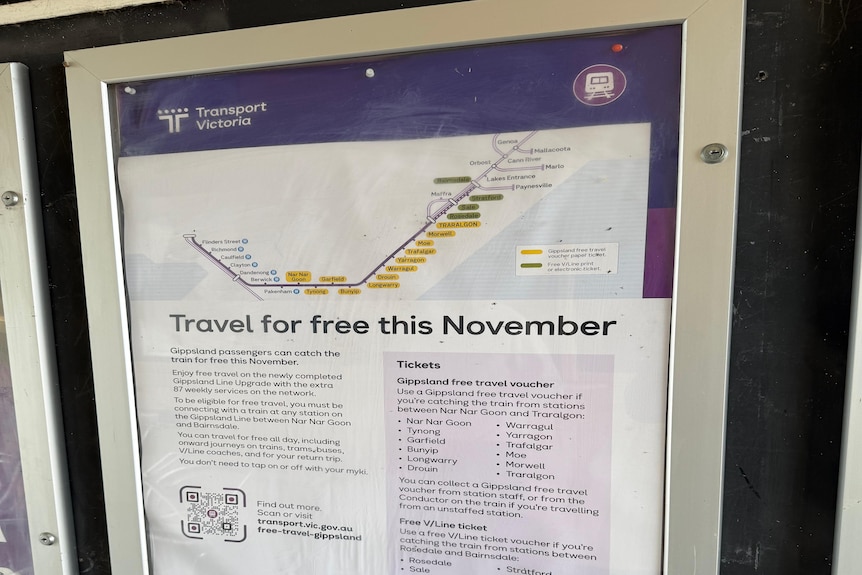 Transport
Victoria
Genoa
Mallacoota
Orbost
Cann River
Marlo
Bairnsdale
Lakes Entrance
Paynesville
Maffra
Stratford
Sale
Rosedale
TRARALGON
Morwell
Moe
Trafalgar
Yarragon
Warragul
Drouin
Longwarry
Flinders Street
Richmond
Caulfield
Clayton
Dandenong
Berwick
Nar Nar
Goon
Garfield
Pakenham
Tynong
Bunyip
Gippsland free travel
voucher paper ticket.
Free V/Line print
or electronic ticket.
Travel for free this November
Gippsland passengers can catch the
train for free this November.
Enjoy free travel on the newly completed
Gippsland Line Upgrade with the extra
87 weekly services on the network.
To be eligible for free travel, you must be
connecting with a train at any station on
the Gippsland Line between Nar Nar Goon
and Bairnsdale.
You can travel for free all day, including
onward journeys on trains, trams, buses,
V/Line coaches, and for your return trip.
You don't need to tap on or off with your myki.
Find out more.
Scan or visit
transport.vic.gov.au
free-travel-gippsland
Tickets
Gippsland free travel voucher
Use a Gippsland free travel voucher if
you're catching the train from stations
between Nar Nar Goon and Traralgon:
• Nar Nar Goon
• Tynong
• Garfield
• Bunyip
• Longwarry
• Drouin
• Warragul
• Yarragon
• Trafalgar
• Moe
• Morwell
• Traralgon
You can collect a Gippsland free travel
voucher from station staff, or from the
Conductor on the train if you're travelling
from an unstaffed station.
Free V/Line ticket
Use a free V/Line ticket voucher if you're
catching the train from stations between
Rosedale and Bairnsdale:
• Rosedale
• Sale
• Stratford